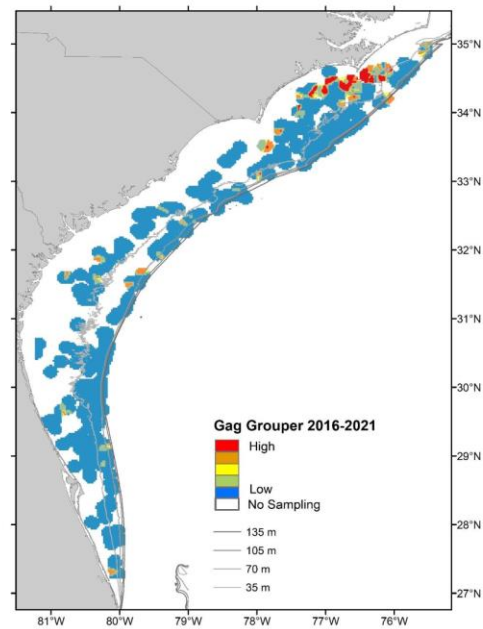 35°N
34°N
33°N
32°N
31°N
30°N
29°N
28°N
27°N
Gag Grouper 2016-2021
High
Low
No Sampling
135 m
105 m
70 m
35 m
81°W 80°W 79°W 78°W 77°W 76°W